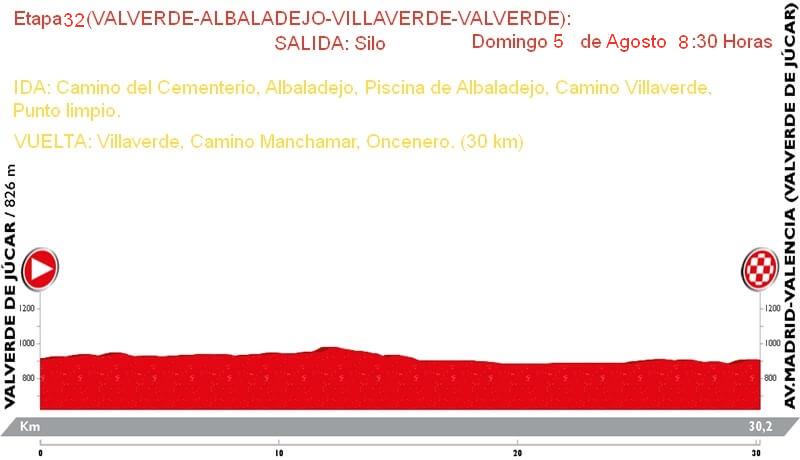 Etapa32(VALVERDE-ALBALADEJO-VILLAVERDE-VALVERDE):
SALIDA: Silo
Domingo 5 de Agosto 8:30 Horas
IDA: Camino del Cementerio, Albaladejo, Piscina de Albaladejo, Camino Villaverde,
Punto limpio.
VUELTA: Villaverde, Camino Manchamar, Oncenero. (30 km)
VALVERDE DE JÚCAR / 826 m
AV.MADRID-VALENCIA (VALVERDE DE JÚCAR)
1200
1000
800
1200
1000
800
Km
30,2
0
10
20
30